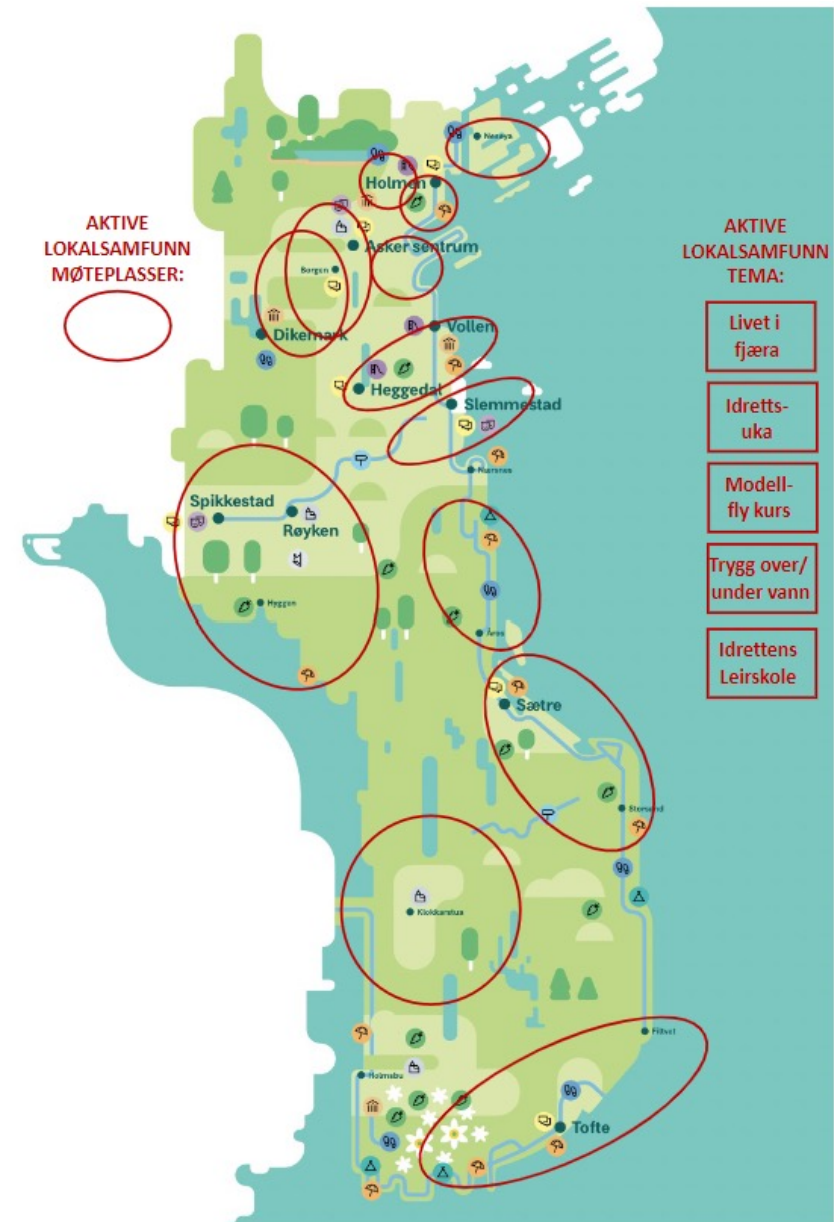 Nesøya
Holmen
Asker sentrum
Borgen
Dikemark
Vollen
Heggedal
Slemmestad
Nærsnes
Spikkestad
Røyken
Hyggen
Åros
Sætre
Storsand
Klokkarstua
Filtvet
Holmsbu
Tofte
AKTIVE
LOKALSAMFUNN
MØTEPLASSER:
AKTIVE
LOKALSAMFUNN
TEMA:
Livet i
fjæra
Idretts-
uka
Modell-
fly kurs
Trygg over/
under vann
Idrettens
Leirskole